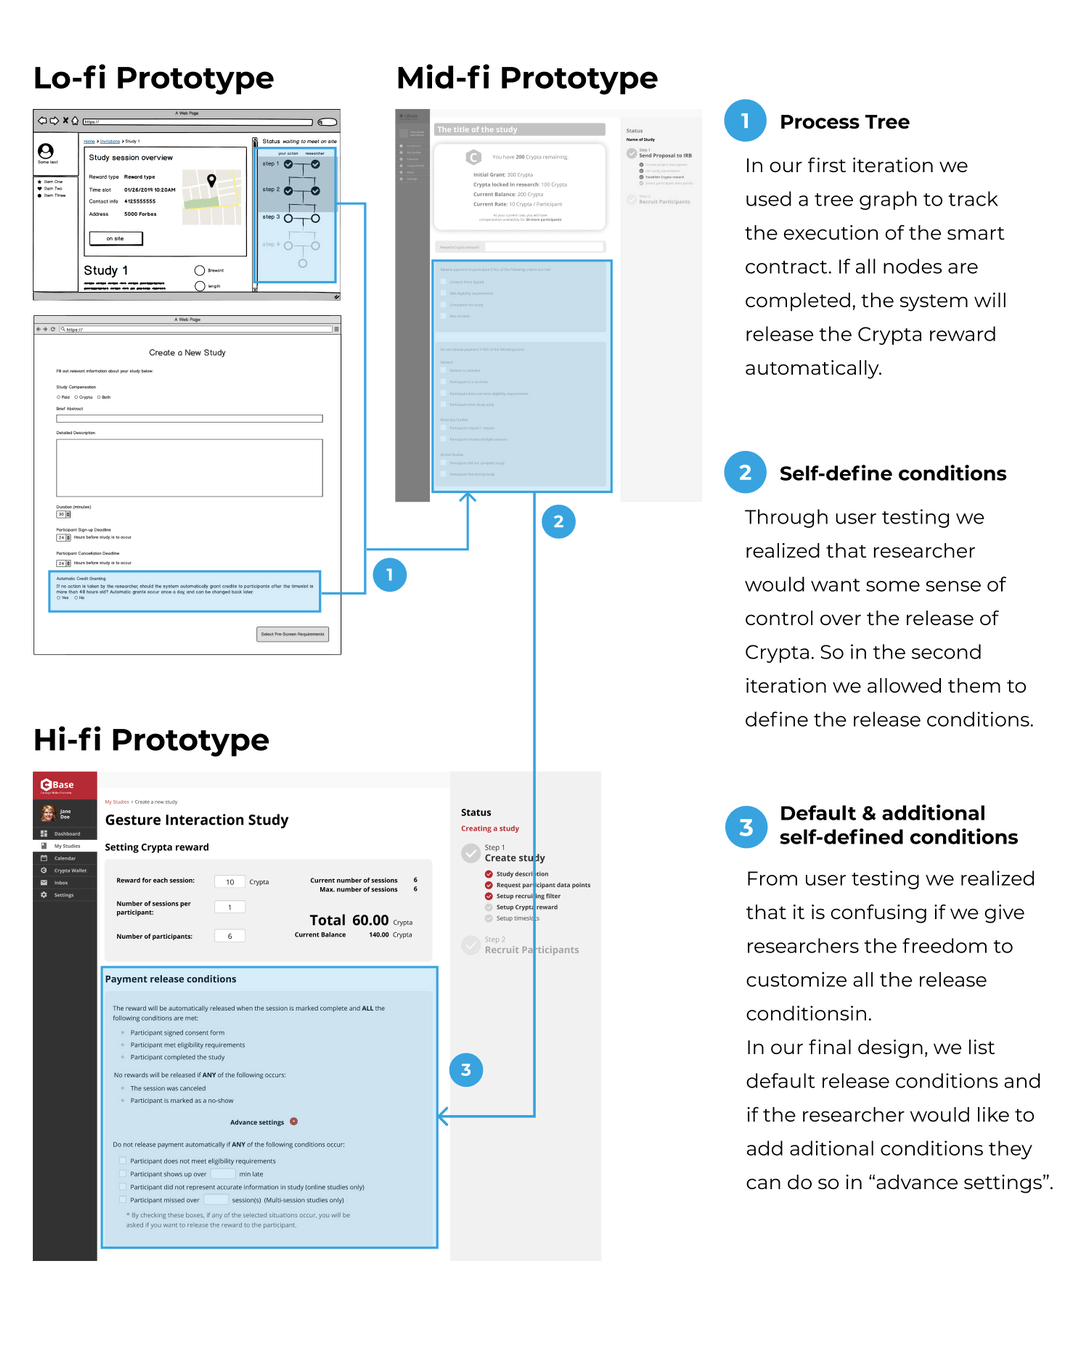 Lo-fi Prototype
A Web Page
https://
Some text
Item One
Item Two
Item Three
Home > Invitations > Study 1
Study session overview
Reward type Reward type
Time slot 01/26/2019 10:20AM
Contact info 4125555555
Address 5000 Forbes
on site
Study 1
$reward
length
Status waiting to meet on site
your action researcher
step 1
step 2
step 3
step 4
A Web Page
https://
Create a New Study
Fill out relevant information about your study below:
Study Compensation
Paid Crypta Both
Brief Abstract
Detailed Description
Duration (minutes)
30
Participant Sign-up Deadline
24 Hours before study is to occur
Participant Cancellation Deadline
24 Hours before study is to occur
Automatic Credit Granting
If no action is taken by the researcher, should the system automatically grant credits to participants after the timeslot is
more than 48 hours old? Automatic grants occur once a day, and can be changed back later.
Yes No
Select Pre-Screen Requirements
1
Mid-fi Prototype
The title of the study
You have 200 Crypta remaining.
Initial Grant: 300 Crypta
Crypta locked in research: 100 Crypta
Current Balance: 200 Crypta
Current Rate: 10 Crypta / Participant
Status
Name of Study
Step 1
Send Proposal to IRB
Step 2
Recruit Participants
2
1
Process Tree
In our first iteration we
used a tree graph to track
the execution of the smart
contract. If all nodes are
completed, the system will
release the Crypta reward
automatically.
2
Self-define conditions
Through user testing we
realized that researcher
would want some sense of
control over the release of
Crypta. So in the second
iteration we allowed them to
define the release conditions.
3
Default & additional
self-defined conditions
From user testing we realized
that it is confusing if we give
researchers the freedom to
customize all the release
conditionsin.
In our final design, we list
default release conditions and
if the researcher would like to
add aditional conditions they
can do so in “advance settings”.
Hi-fi Prototype
CBase
Jane
Doe
Dashboard
My Studies
Calendar
Crypta Wallet
Inbox
Settings
My Studies > Create a new study
Gesture Interaction Study
Setting Crypta reward
Reward for each session: 10 Crypta
Number of sessions per
participant: 1
Number of participants: 6
Current number of sessions 6
Max. number of sessions 6
Total 60.00 Crypta
Current Balance 140.00 Crypta
Payment release conditions
The reward will be automatically released when the session is marked complete and ALL the
following conditions are met:
Participant signed consent form
Participant met eligibility requirements
Participant completed the study
No rewards will be released if ANY of the following occurs:
The session was canceled
Participant is marked as a no-show
Advance settings
Do not release payment automatically if ANY of the following conditions occur:
Participant does not meet eligibility requirements
Participant shows up over min late
Participant did not represent accurate information in study (online studies only)
Participant missed over session(s) (Multi-session studies only)
* By checking these boxes, if any of the selected situations occur, you will be
asked if you want to release the reward to the participant.
Status
Creating a study
Step 1
Create study
Study description
Request participant data points
Setup recruiting filter
Setup Crypta reward
Setup timeslots
Step 2
Recruit Participants
3